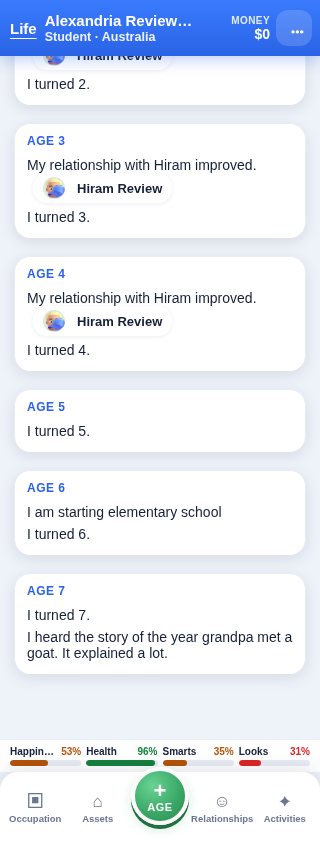 Life
Alexandria Review…
Student · Australia
MONEY
$0
...
Hiram Review
I turned 2.
AGE 3
My relationship with Hiram improved.
Hiram Review
I turned 3.
AGE 4
My relationship with Hiram improved.
Hiram Review
I turned 4.
AGE 5
I turned 5.
AGE 6
I am starting elementary school
I turned 6.
AGE 7
I turned 7.
I heard the story of the year grandpa met a
goat. It explained a lot.
Happin… 53% Health 96% Smarts 35% Looks 31%
+
AGE
Occupation Assets Relationships Activities